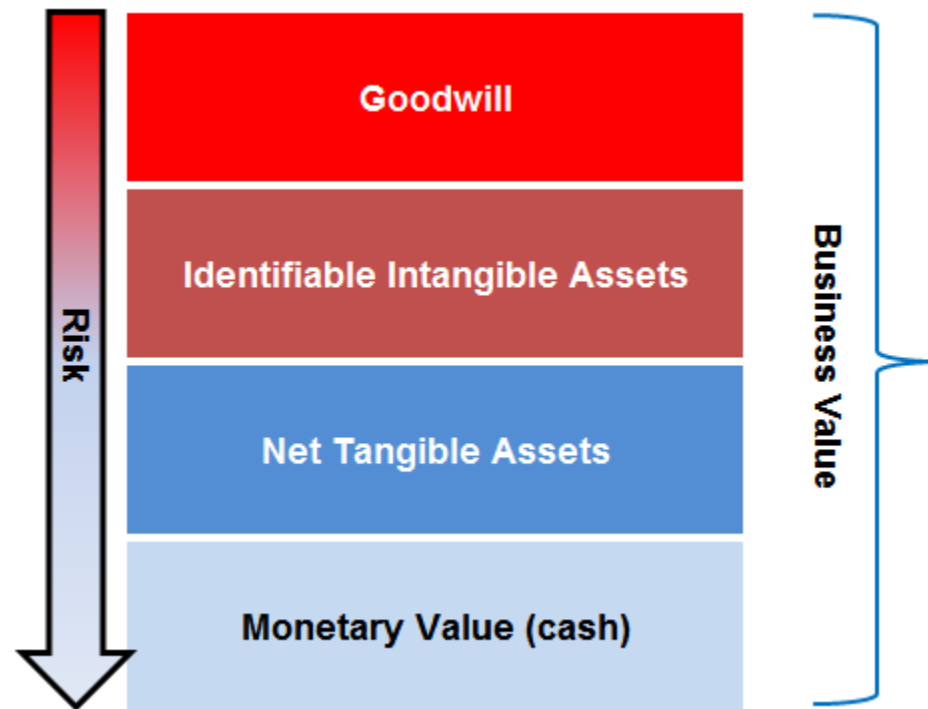 Goodwill
Identifiable Intangible Assets
Net Tangible Assets
Monetary Value (cash)
Risk
Business Value